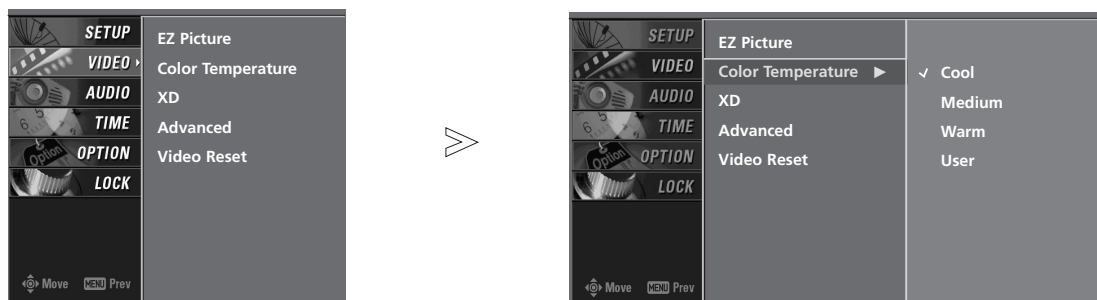 SETUP
VIDEO
AUDIO
TIME
OPTION
LOCK
EZ Picture
Color Temperature
XD
Advanced
Video Reset
Move MENU Prev
>
SETUP
VIDEO
AUDIO
TIME
OPTION
LOCK
EZ Picture
Color Temperature ►
XD
Advanced
Video Reset
✓ Cool
Medium
Warm
User
Move MENU Prev